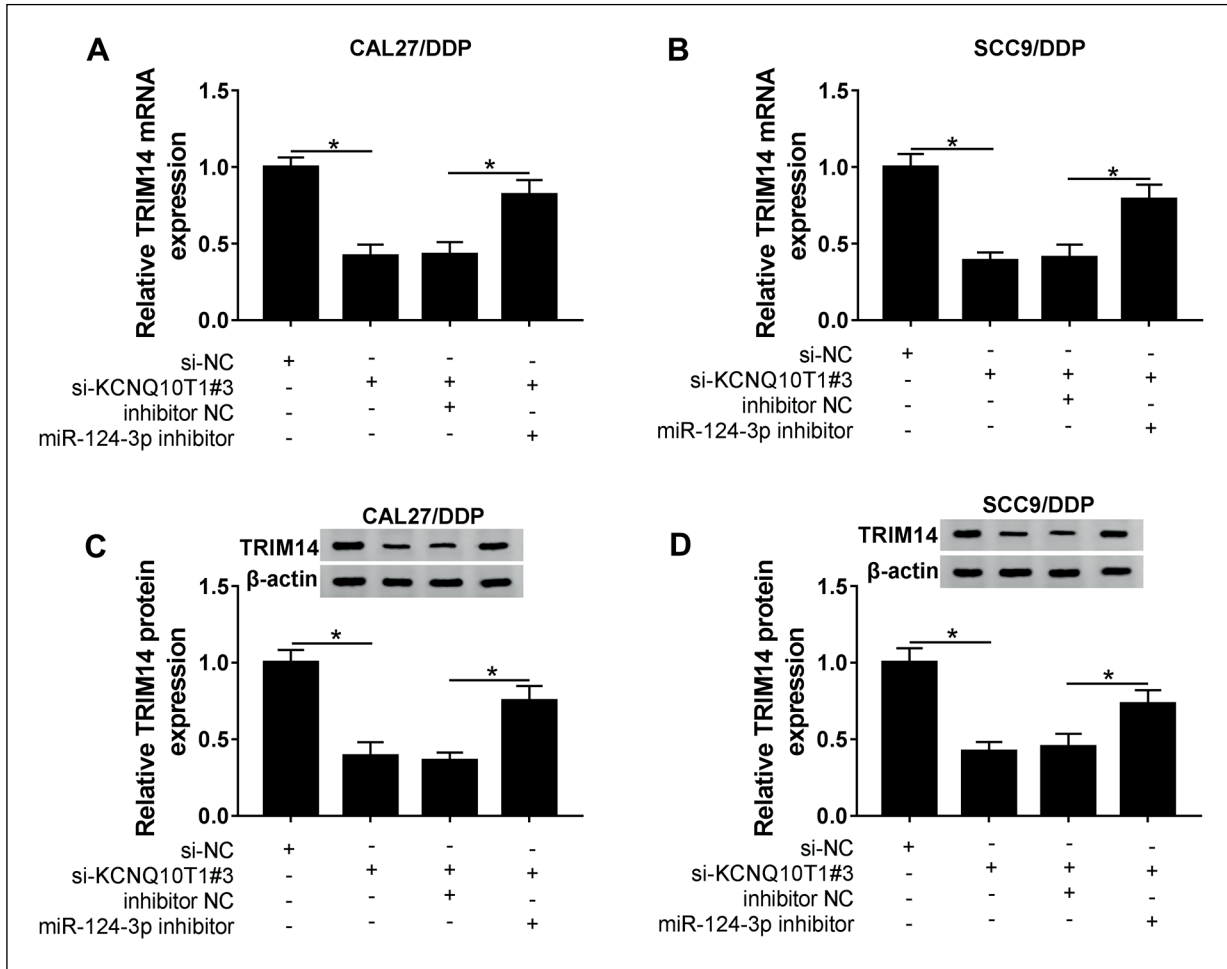 A
CAL27/DDP
Relative TRIM14 mRNA
expression
1.5
1.0
0.5
0.0
*
*
si-NC + - - -
si-KCNQ10T1#3 - + + +
inhibitor NC - - + -
miR-124-3p inhibitor - - - +
B
SCC9/DDP
Relative TRIM14 mRNA
expression
1.5
1.0
0.5
0.0
*
*
si-NC + - - -
si-KCNQ10T1#3 - + + +
inhibitor NC - - + -
miR-124-3p inhibitor - - - +
C
CAL27/DDP
TRIM14
β-actin
Relative TRIM14 protein
expression
1.5
1.0
0.5
0.0
*
*
si-NC + - - -
si-KCNQ10T1#3 - + + +
inhibitor NC - - + -
miR-124-3p inhibitor - - - +
D
SCC9/DDP
TRIM14
β-actin
Relative TRIM14 protein
expression
1.5
1.0
0.5
0.0
*
*
si-NC + - - -
si-KCNQ10T1#3 - + + +
inhibitor NC - - + -
miR-124-3p inhibitor - - - +